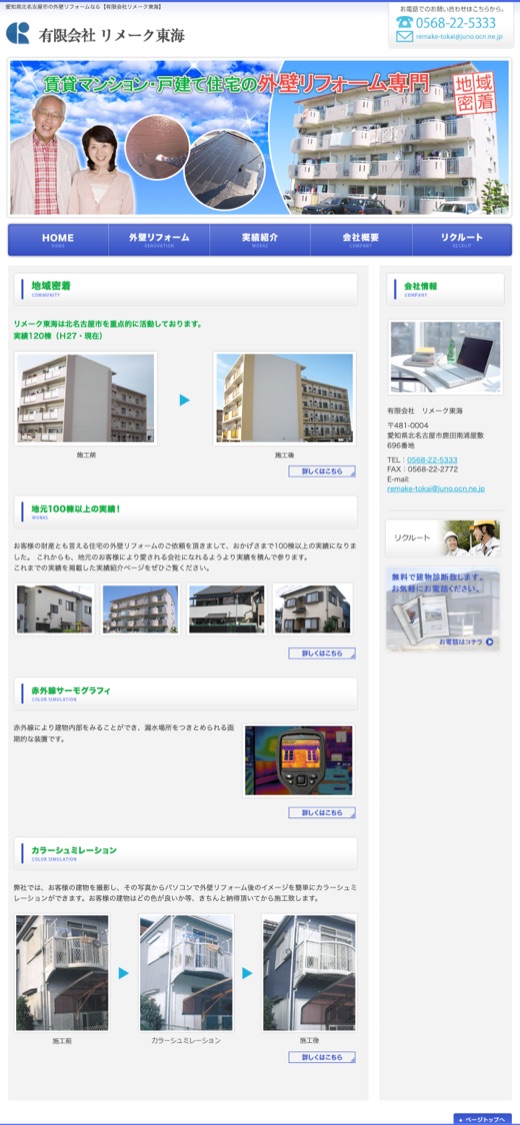 愛知県北名古屋市の外壁リフォームなら【有限会社リメーク東海】
お電話でのお問い合わせはこちらから。
0568-22-5333
remake-tokai@juno.ocn.ne.jp
有限会社 リメーク東海
賃貸マンション・戸建て住宅の外壁リフォーム専門
地域
密着
HOME
HOME
外壁リフォーム
RENOVATION
実績紹介
WORKS
会社概要
COMPANY
リクルート
RECRUIT
地域密着
COMMUNITY
リメーク東海は北名古屋市を重点的に活動しております。
実績120棟（H27・現在）
施工前
施工後
詳しくはこちら
地元100棟以上の実績！
WORKS
お客様の財産とも言える住宅の外壁リフォームのご依頼を頂きまして、おかげさまで100棟以上の実績になりま
した。 これからも、地元のお客様により愛される会社になれるようより実績を積んで参ります。
これまでの実績を掲載した実績紹介ページをぜひご覧ください。
詳しくはこちら
赤外線サーモグラフィ
COLOR SIMULATION
赤外線により建物内部をみることができ、漏水場所をつきとめられる画
期的な装置です。
詳しくはこちら
カラーシュミレーション
COLOR SIMULATION
弊社では、お客様の建物を撮影し、その写真からパソコンで外壁リフォーム後のイメージを簡単にカラーシュミ
レーションができます。お客様の建物はどの色が良いか等、きちんと納得頂いてから施工致します。
施工前
カラーシュミレーション
施工後
詳しくはこちら
会社情報
COMPANY
有限会社　リメーク東海
〒481-0004
愛知県北名古屋市鹿田南浦屋敷
696番地
TEL：0568-22-5333
FAX：0568-22-2772
E-mail:
remake-tokai@juno.ocn.ne.jp
リクルート
無料で建物診断致します。
お気軽にお電話ください。
お電話はコチラ
ページトップへ